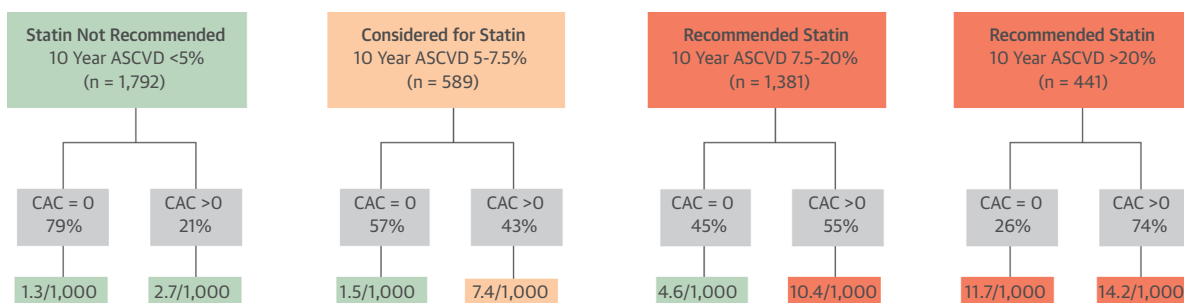 Statin Not Recommended
10 Year ASCVD <5%
(n = 1,792)
Considered for Statin
10 Year ASCVD 5-7.5%
(n = 589)
Recommended Statin
10 Year ASCVD 7.5-20%
(n = 1,381)
Recommended Statin
10 Year ASCVD >20%
(n = 441)
CAC = 0
79%
CAC >0
21%
CAC = 0
57%
CAC >0
43%
CAC = 0
45%
CAC >0
55%
CAC = 0
26%
CAC >0
74%
1.3/1,000
2.7/1,000
1.5/1,000
7.4/1,000
4.6/1,000
10.4/1,000
11.7/1,000
14.2/1,000